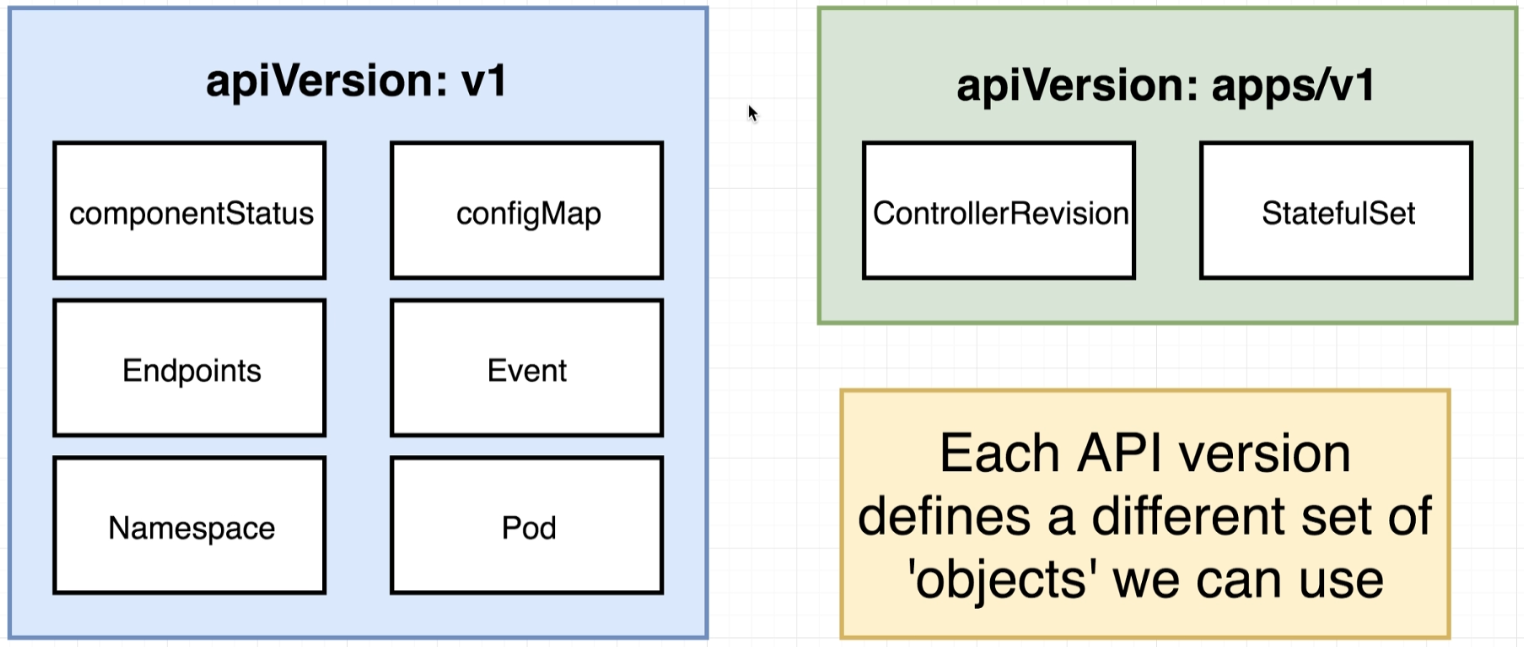 apiVersion: v1
componentStatus
configMap
Endpoints
Event
Namespace
Pod
apiVersion: apps/v1
ControllerRevision
StatefulSet
Each API version
defines a different set of
'objects' we can use